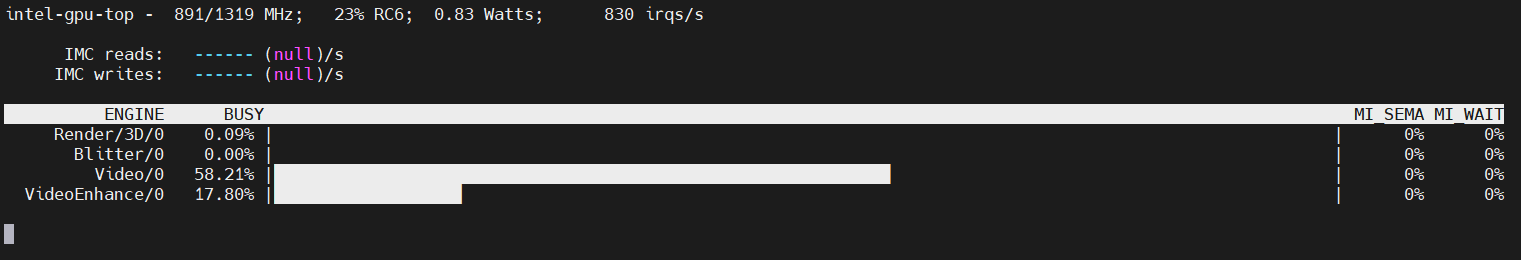 intel-gpu-top -  891/1319 MHz;   23% RC6;  0.83 Watts;      830 irqs/s
IMC reads:   ------ (null)/s
IMC writes:   ------ (null)/s
ENGINE      BUSY                                                                                                             MI_SEMA MI_WAIT
Render/3D/0    0.09% |                                                                                                          |      0%      0%
Blitter/0    0.00% |                                                                                                          |      0%      0%
Video/0   58.21% |                                                                                                          |      0%      0%
VideoEnhance/0   17.80% |                                                                                                          |      0%      0%